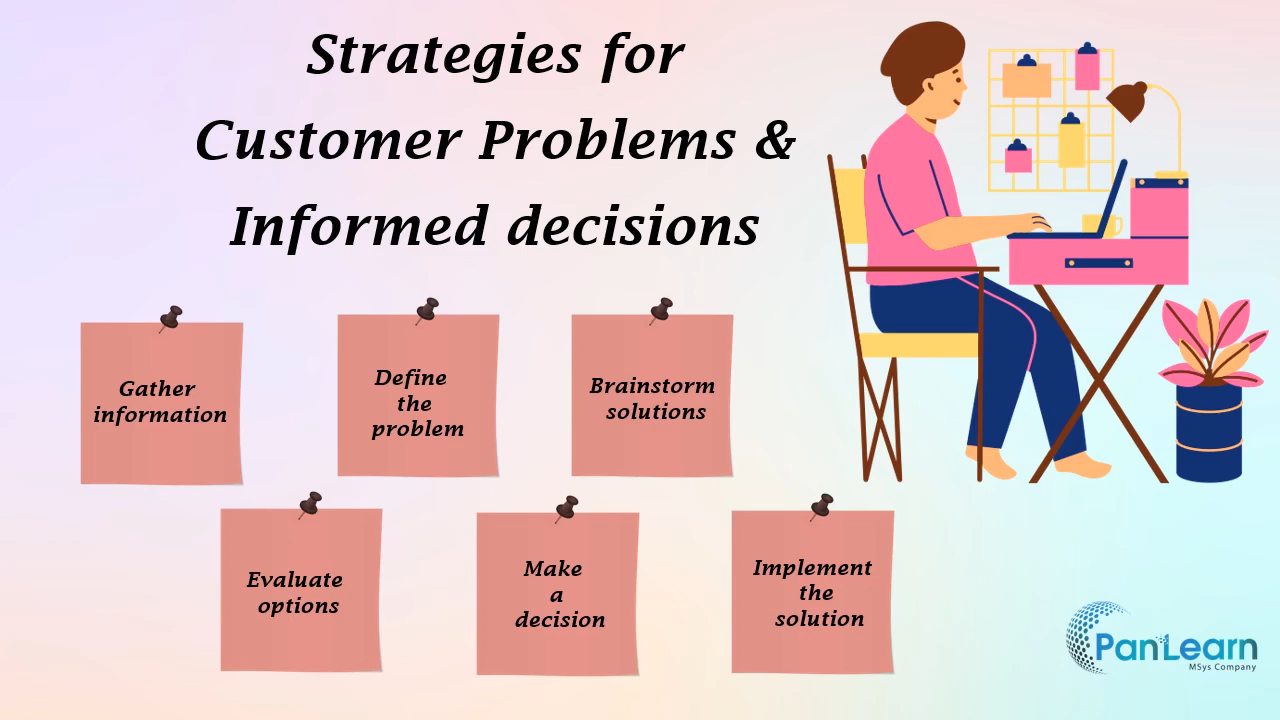 Strategies for
Customer Problems &
Informed decisions
Gather
information
Define
the
problem
Brainstorm
solutions
Evaluate
options
Make
a
decision
Implement
the
solution
PanLearn
MSys Company